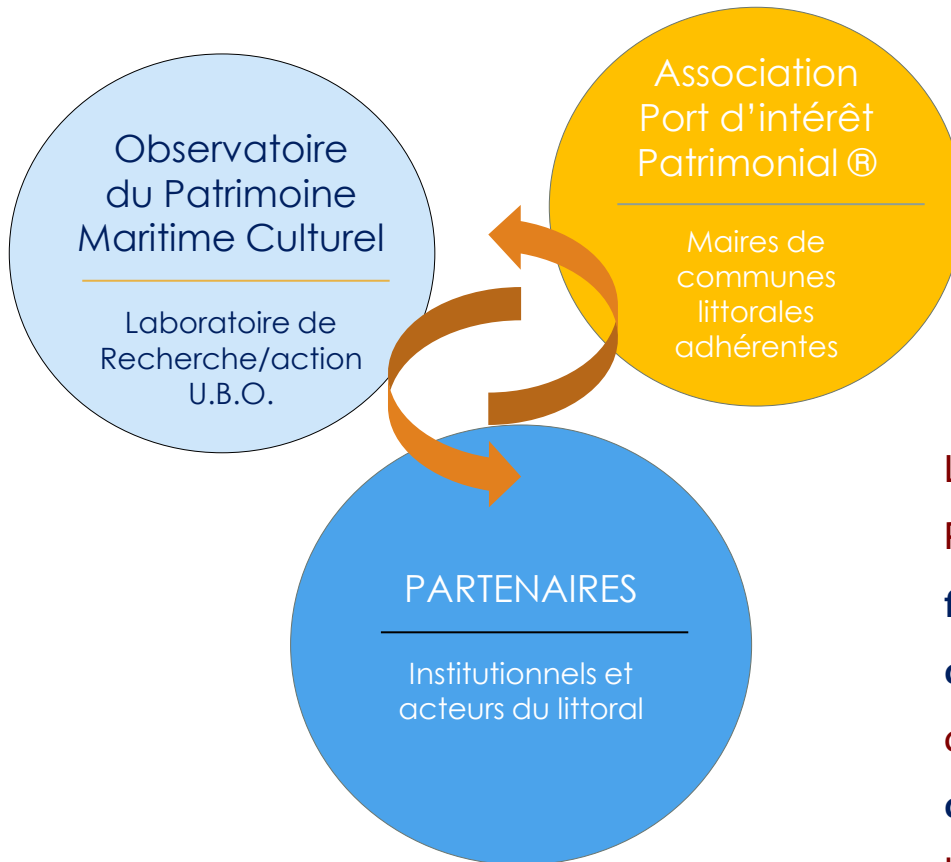 Observatoire
du Patrimoine
Maritime Culturel
Laboratoire de
Recherche/action
U.B.O.
Association
Port d’intérêt
Patrimonial ®
Maires de
communes
littorales
adhérentes
PARTENAIRES
Institutionnels et
acteurs du littoral